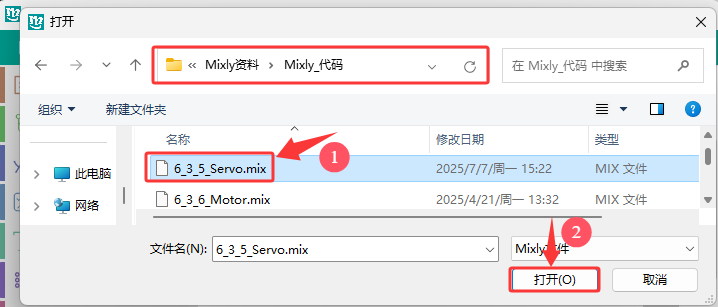 打开
« Mixly资料 > Mixly_代码
在 Mixly_代码 中搜索
组织 新建文件夹
名称 修改日期 类型
此电脑
6_3_5_Servo.mix 2025/7/7/周一 15:22 MIX 文件
1
网络
6_3_6_Motor.mix 2025/4/21/周一 13:32 MIX 文件
2
文件名(N): 6_3_5_Servo.mix Mixly文件
打开(O) 取消